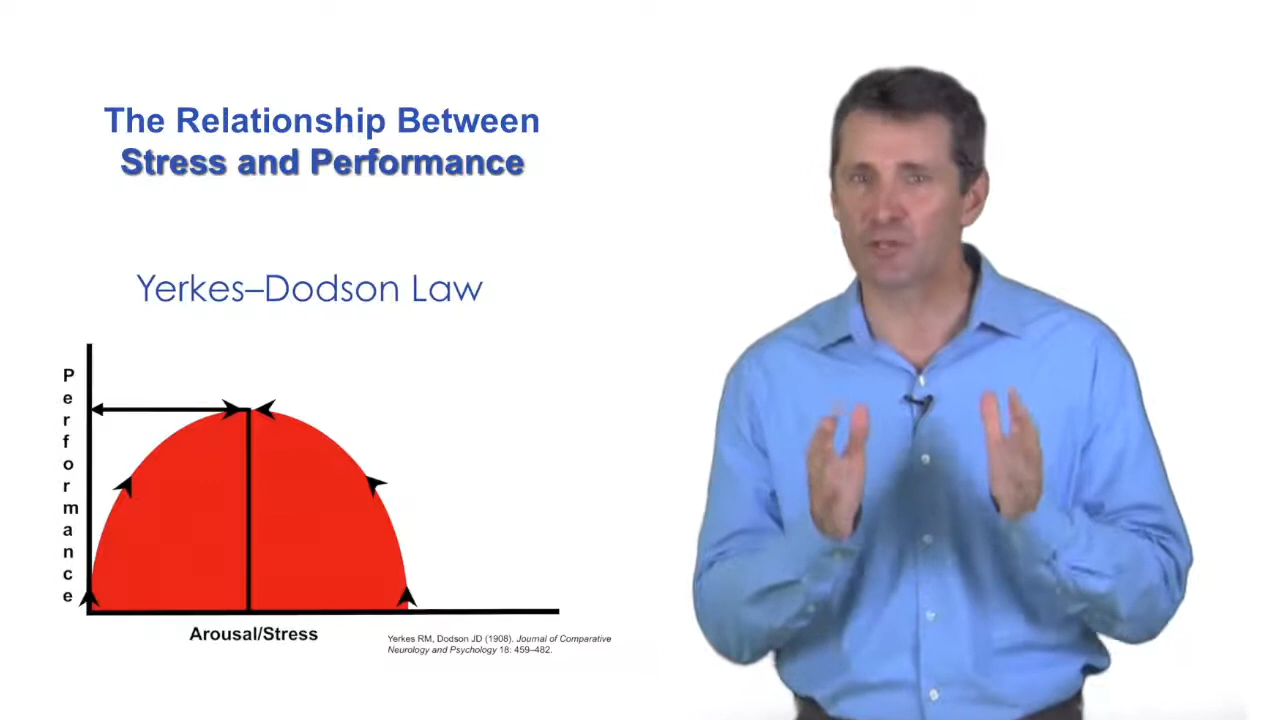 The Relationship Between
Stress and Performance
Yerkes–Dodson Law
Performance
Arousal/Stress
Yerkes RM, Dodson JD (1908). Journal of Comparative
Neurology and Psychology 18: 459–482.